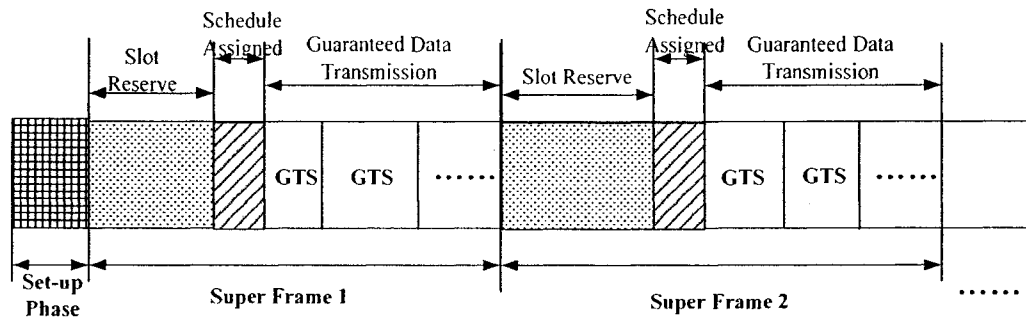 Schedule
Assigned
Slot
Reserve
Guaranteed Data
Transmission
Slot Reserve
Schedule
Assigned
Guaranteed Data
Transmission
GTS
GTS
......
GTS
GTS
......
Set-up
Phase
Super Frame 1
Super Frame 2
......